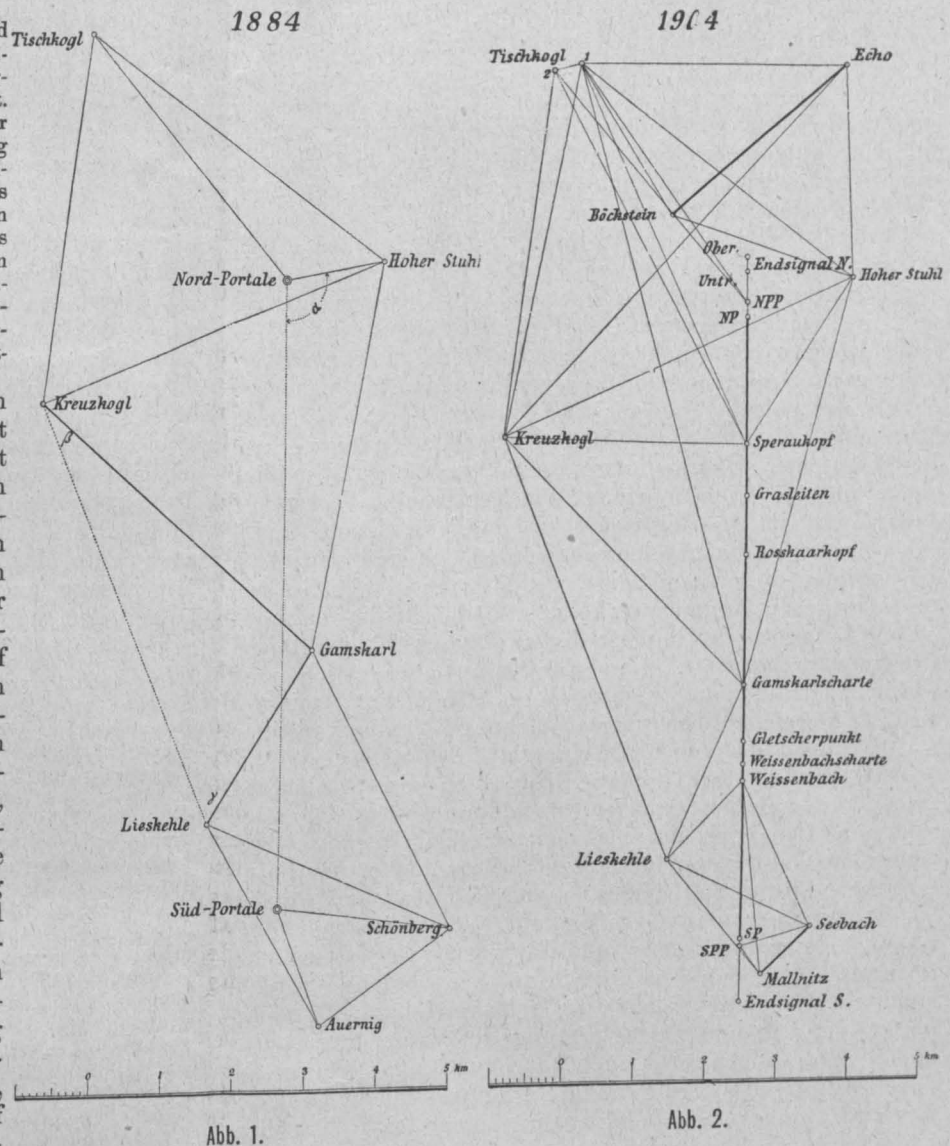 1884
Tischkogl
Nord-Portale
Hoher Stuhl
α
Kreuzkogl
β
Gamskarl
γ
Lieskehle
Süd-Portale
Schönberg
Auernig
0 1 2 3 4 5 km
Abb. 1.
1904
Tischkogl 1
2
Echo
Böckstein
Ober.
Endsignal N.
Untr.
Hoher Stuhl
NPP
NP
Kreuzkogl
Speraukopf
Grasleiten
Rosskaarkopf
Gamskarlscharte
Gletscherpunkt
Weissenbachscharte
Weissenbach
Lieskehle
SP
Seebach
SPP
Mallnitz
Endsignal S.
0 1 2 3 4 5 km
Abb. 2.